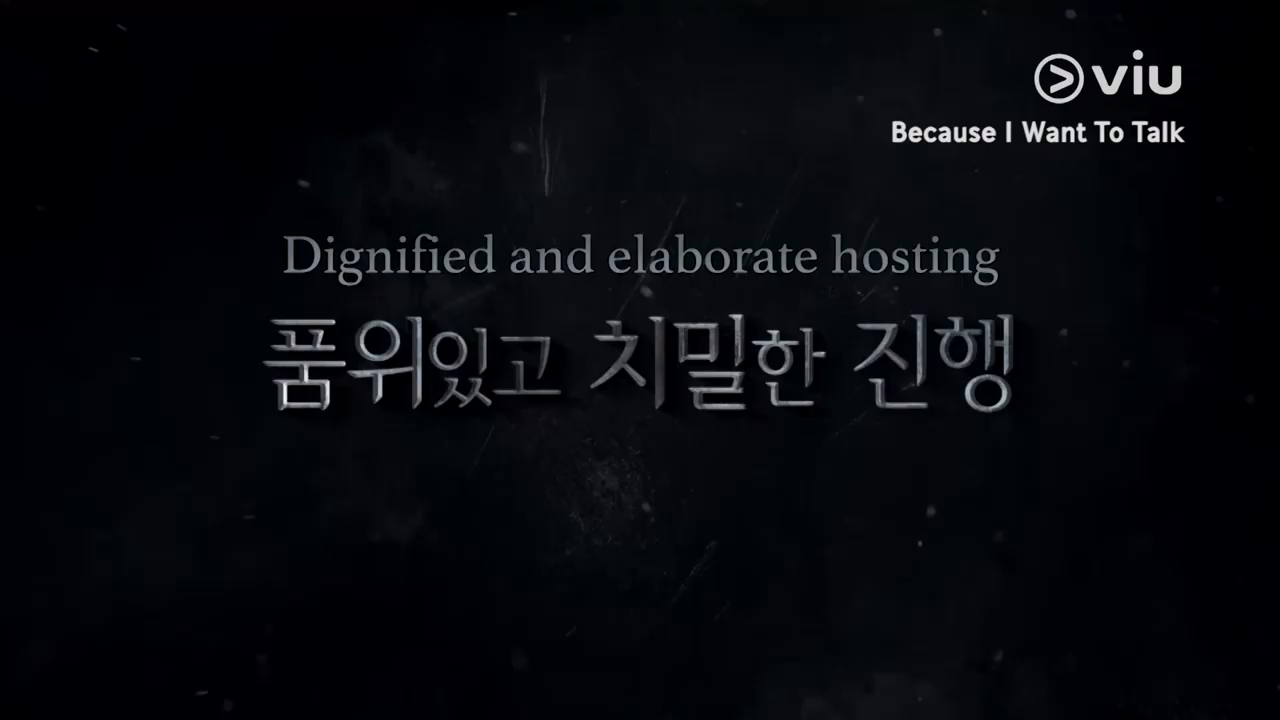 viu
Because I Want To Talk
Dignified and elaborate hosting
품위있고 치밀한 진행